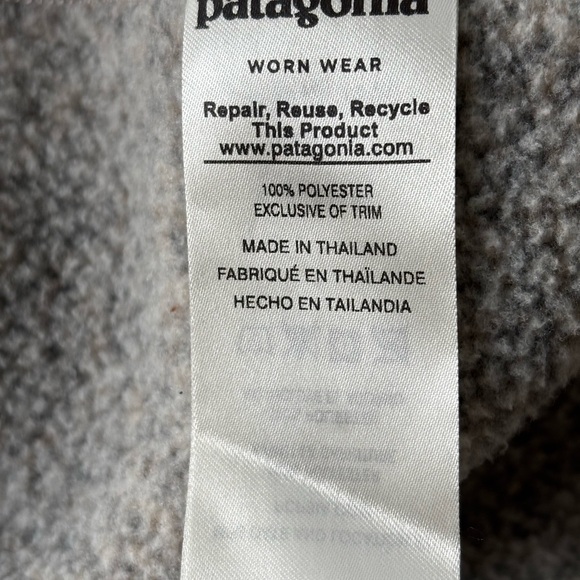 patagonia
WORN WEAR
Repair, Reuse, Recycle
This Product
www.patagonia.com
100% POLYESTER
EXCLUSIVE OF TRIM
MADE IN THAILAND
FABRIQUÉ EN THAÏLANDE
HECHO EN TAILANDIA